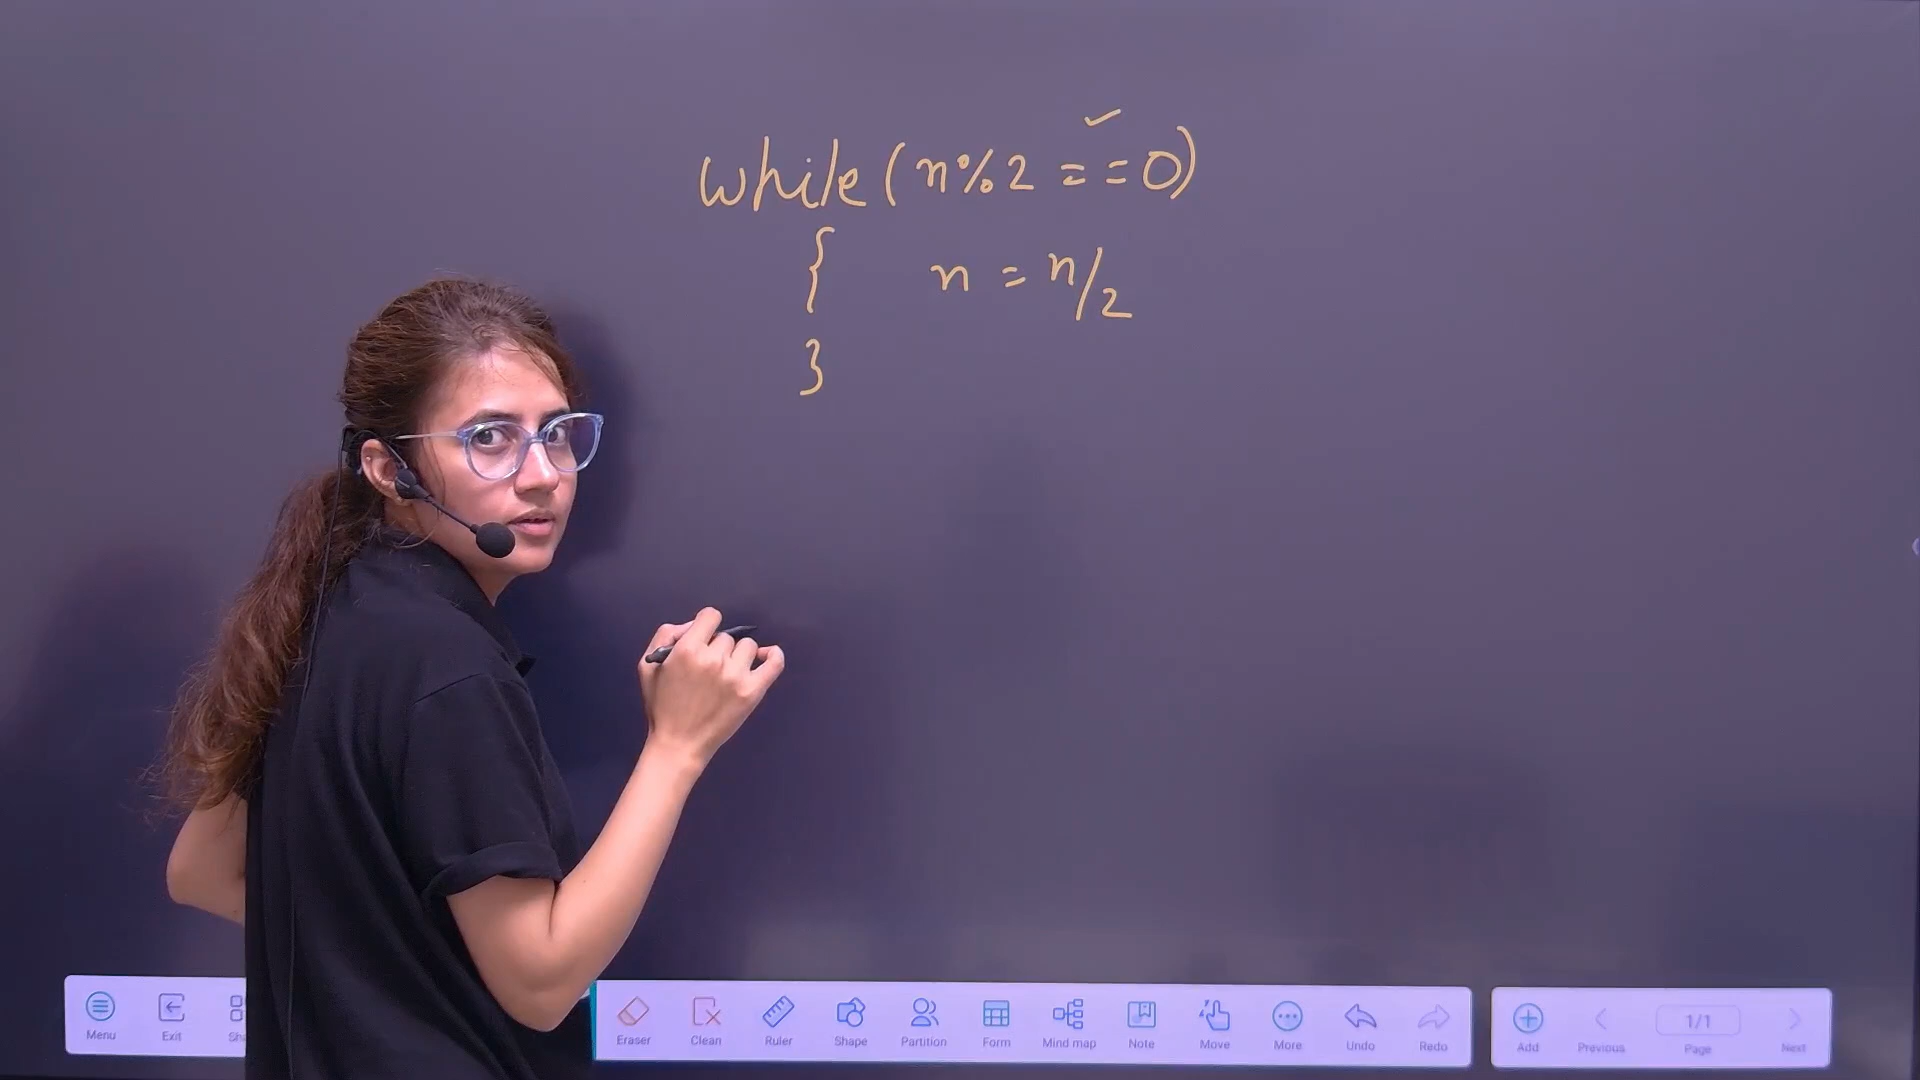 while(n%2 ==0)
{ n = n/2
}
Menu Exit Eraser Clean Ruler Shape Partition Form Mind map Note Move More Undo Redo Add Previous 1/1 Page Next